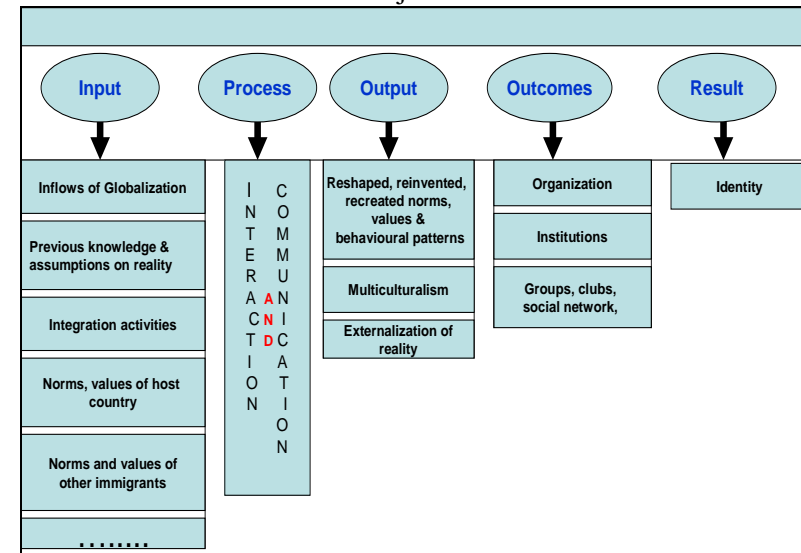 Input
Process
Output
Outcomes
Result
Inflows of Globalization
Previous knowledge &
assumptions on reality
Integration activities
Norms, values of host
country
Norms and values of
other immigrants
........
INTERACTION
AND
COMMUNICATION
Reshaped, reinvented,
recreated norms,
values &
behavioural patterns
Multiculturalism
Externalization of
reality
Organization
Institutions
Groups, clubs,
social network,
Identity